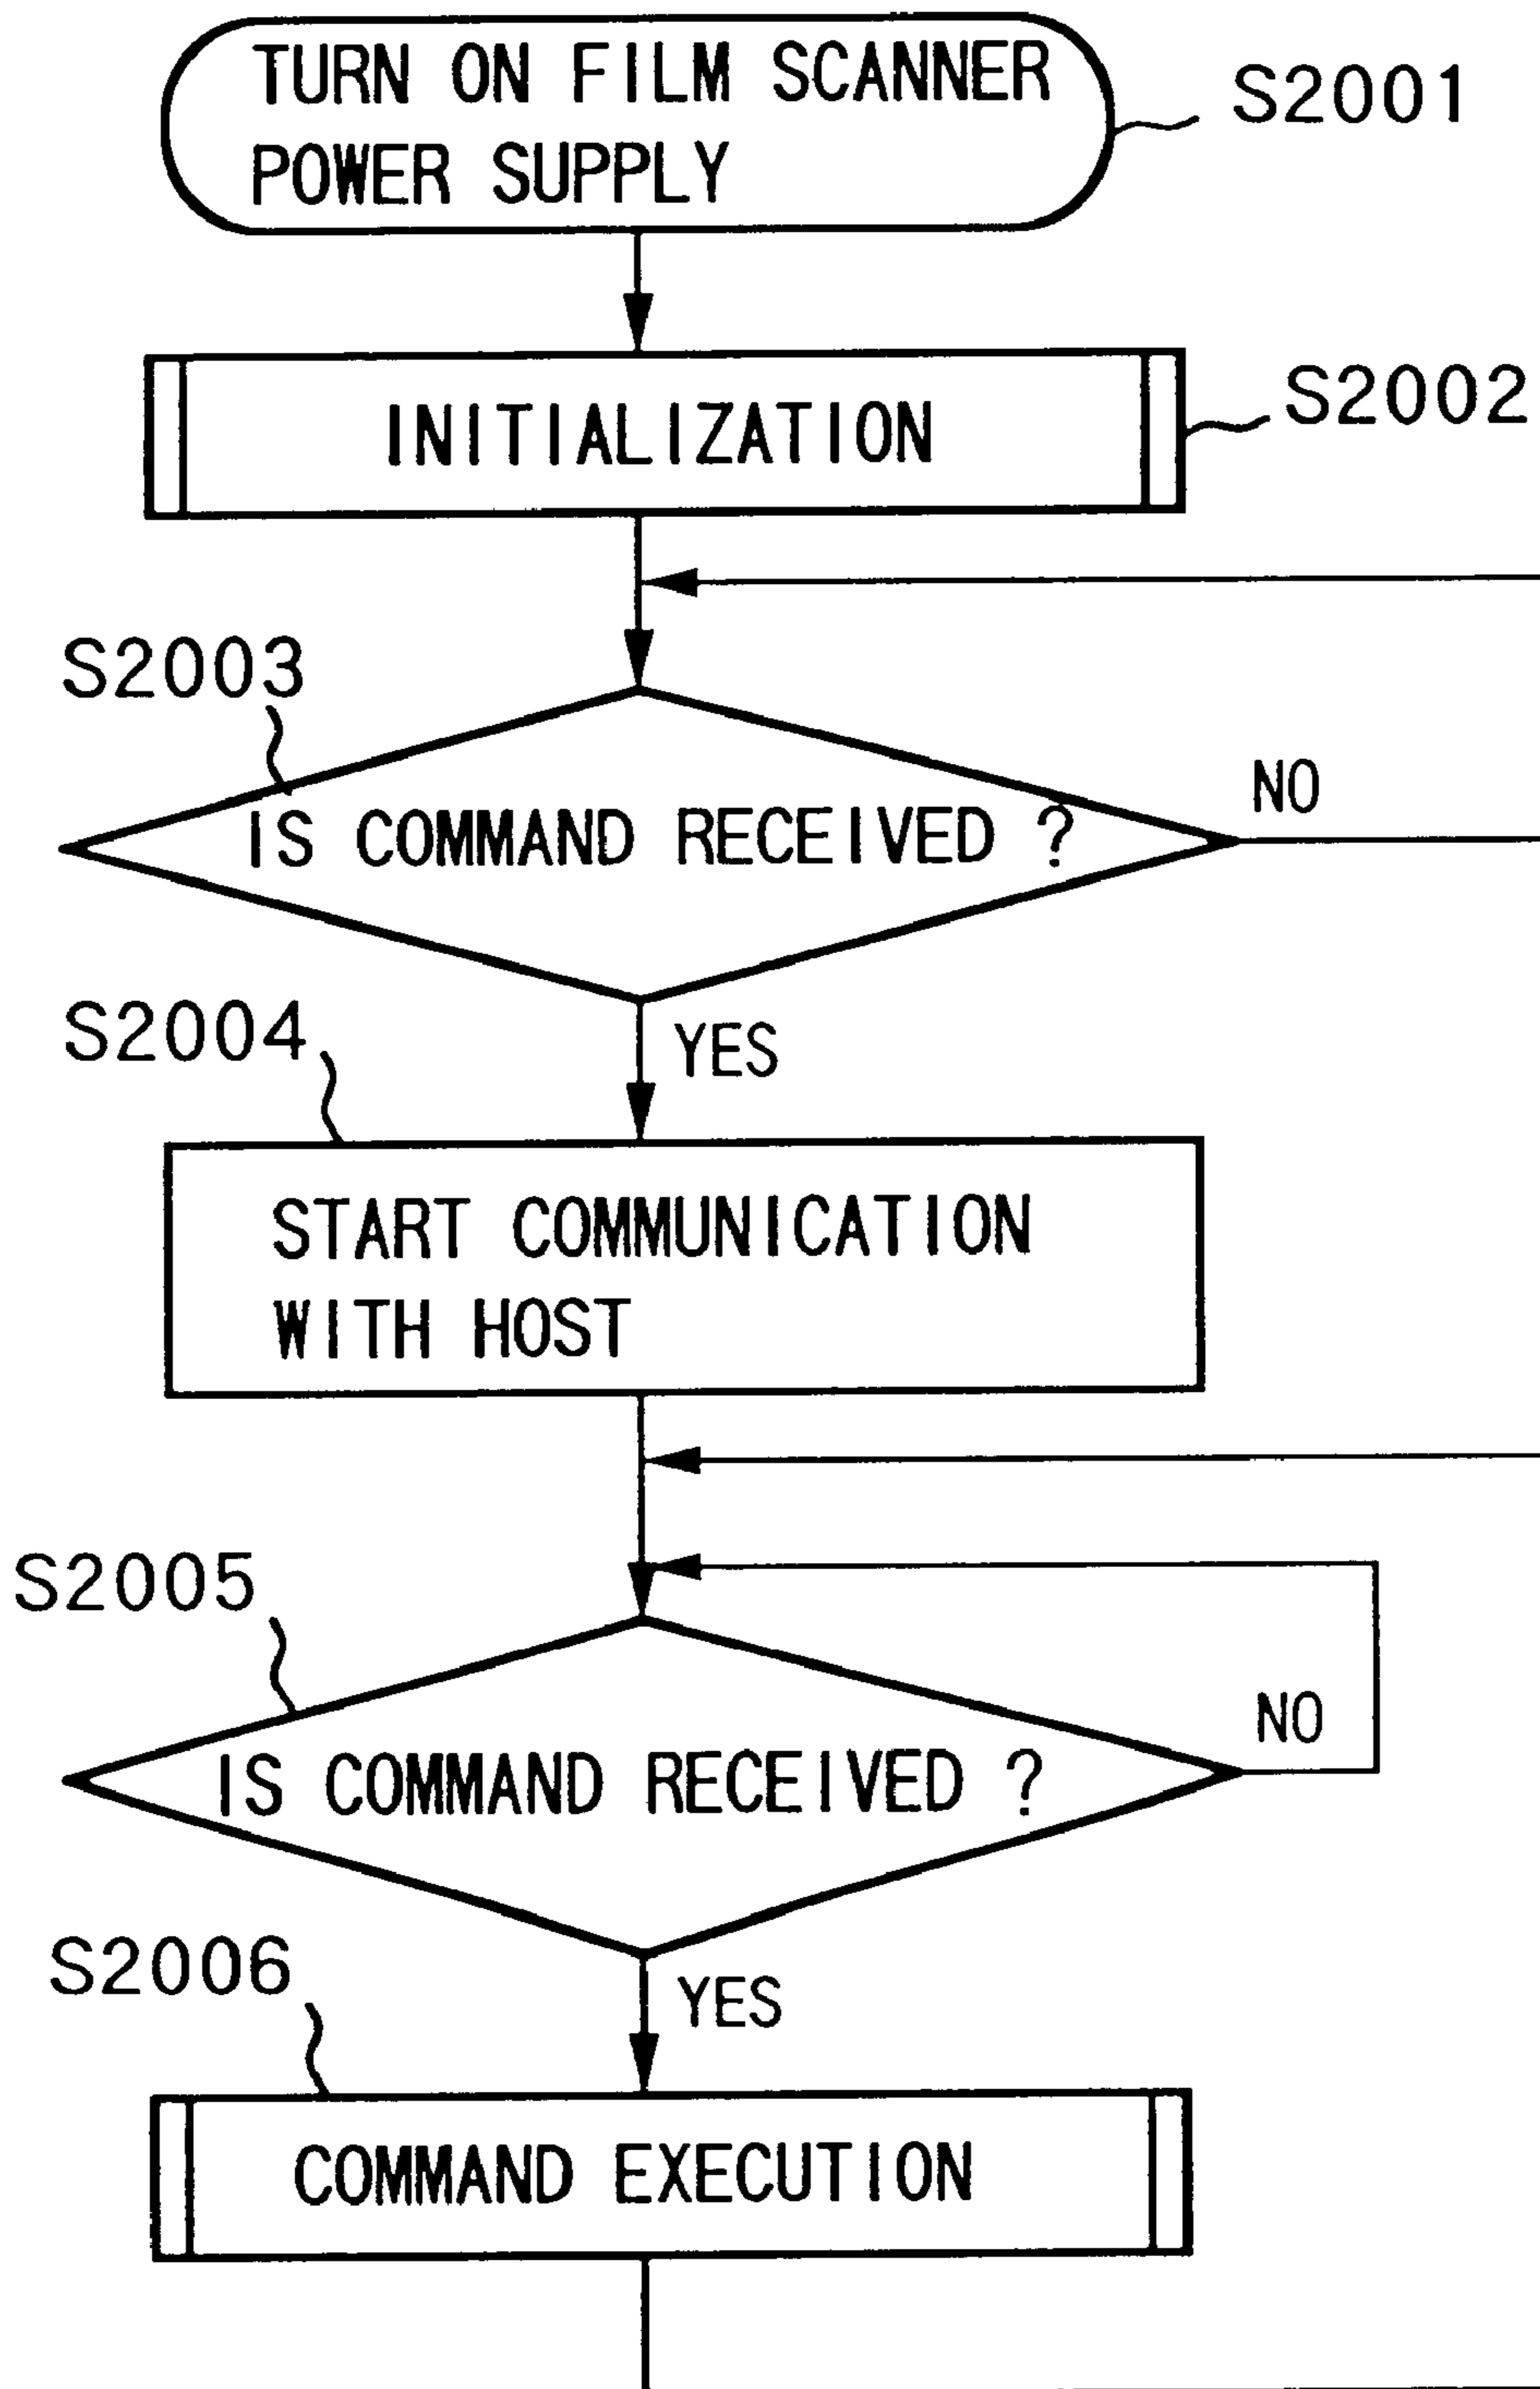 TURN ON FILM SCANNER
POWER SUPPLY
S2001
INITIALIZATION
S2002
S2003
IS COMMAND RECEIVED ?
NO
YES
S2004
START COMMUNICATION
WITH HOST
S2005
IS COMMAND RECEIVED ?
NO
YES
S2006
COMMAND EXECUTION